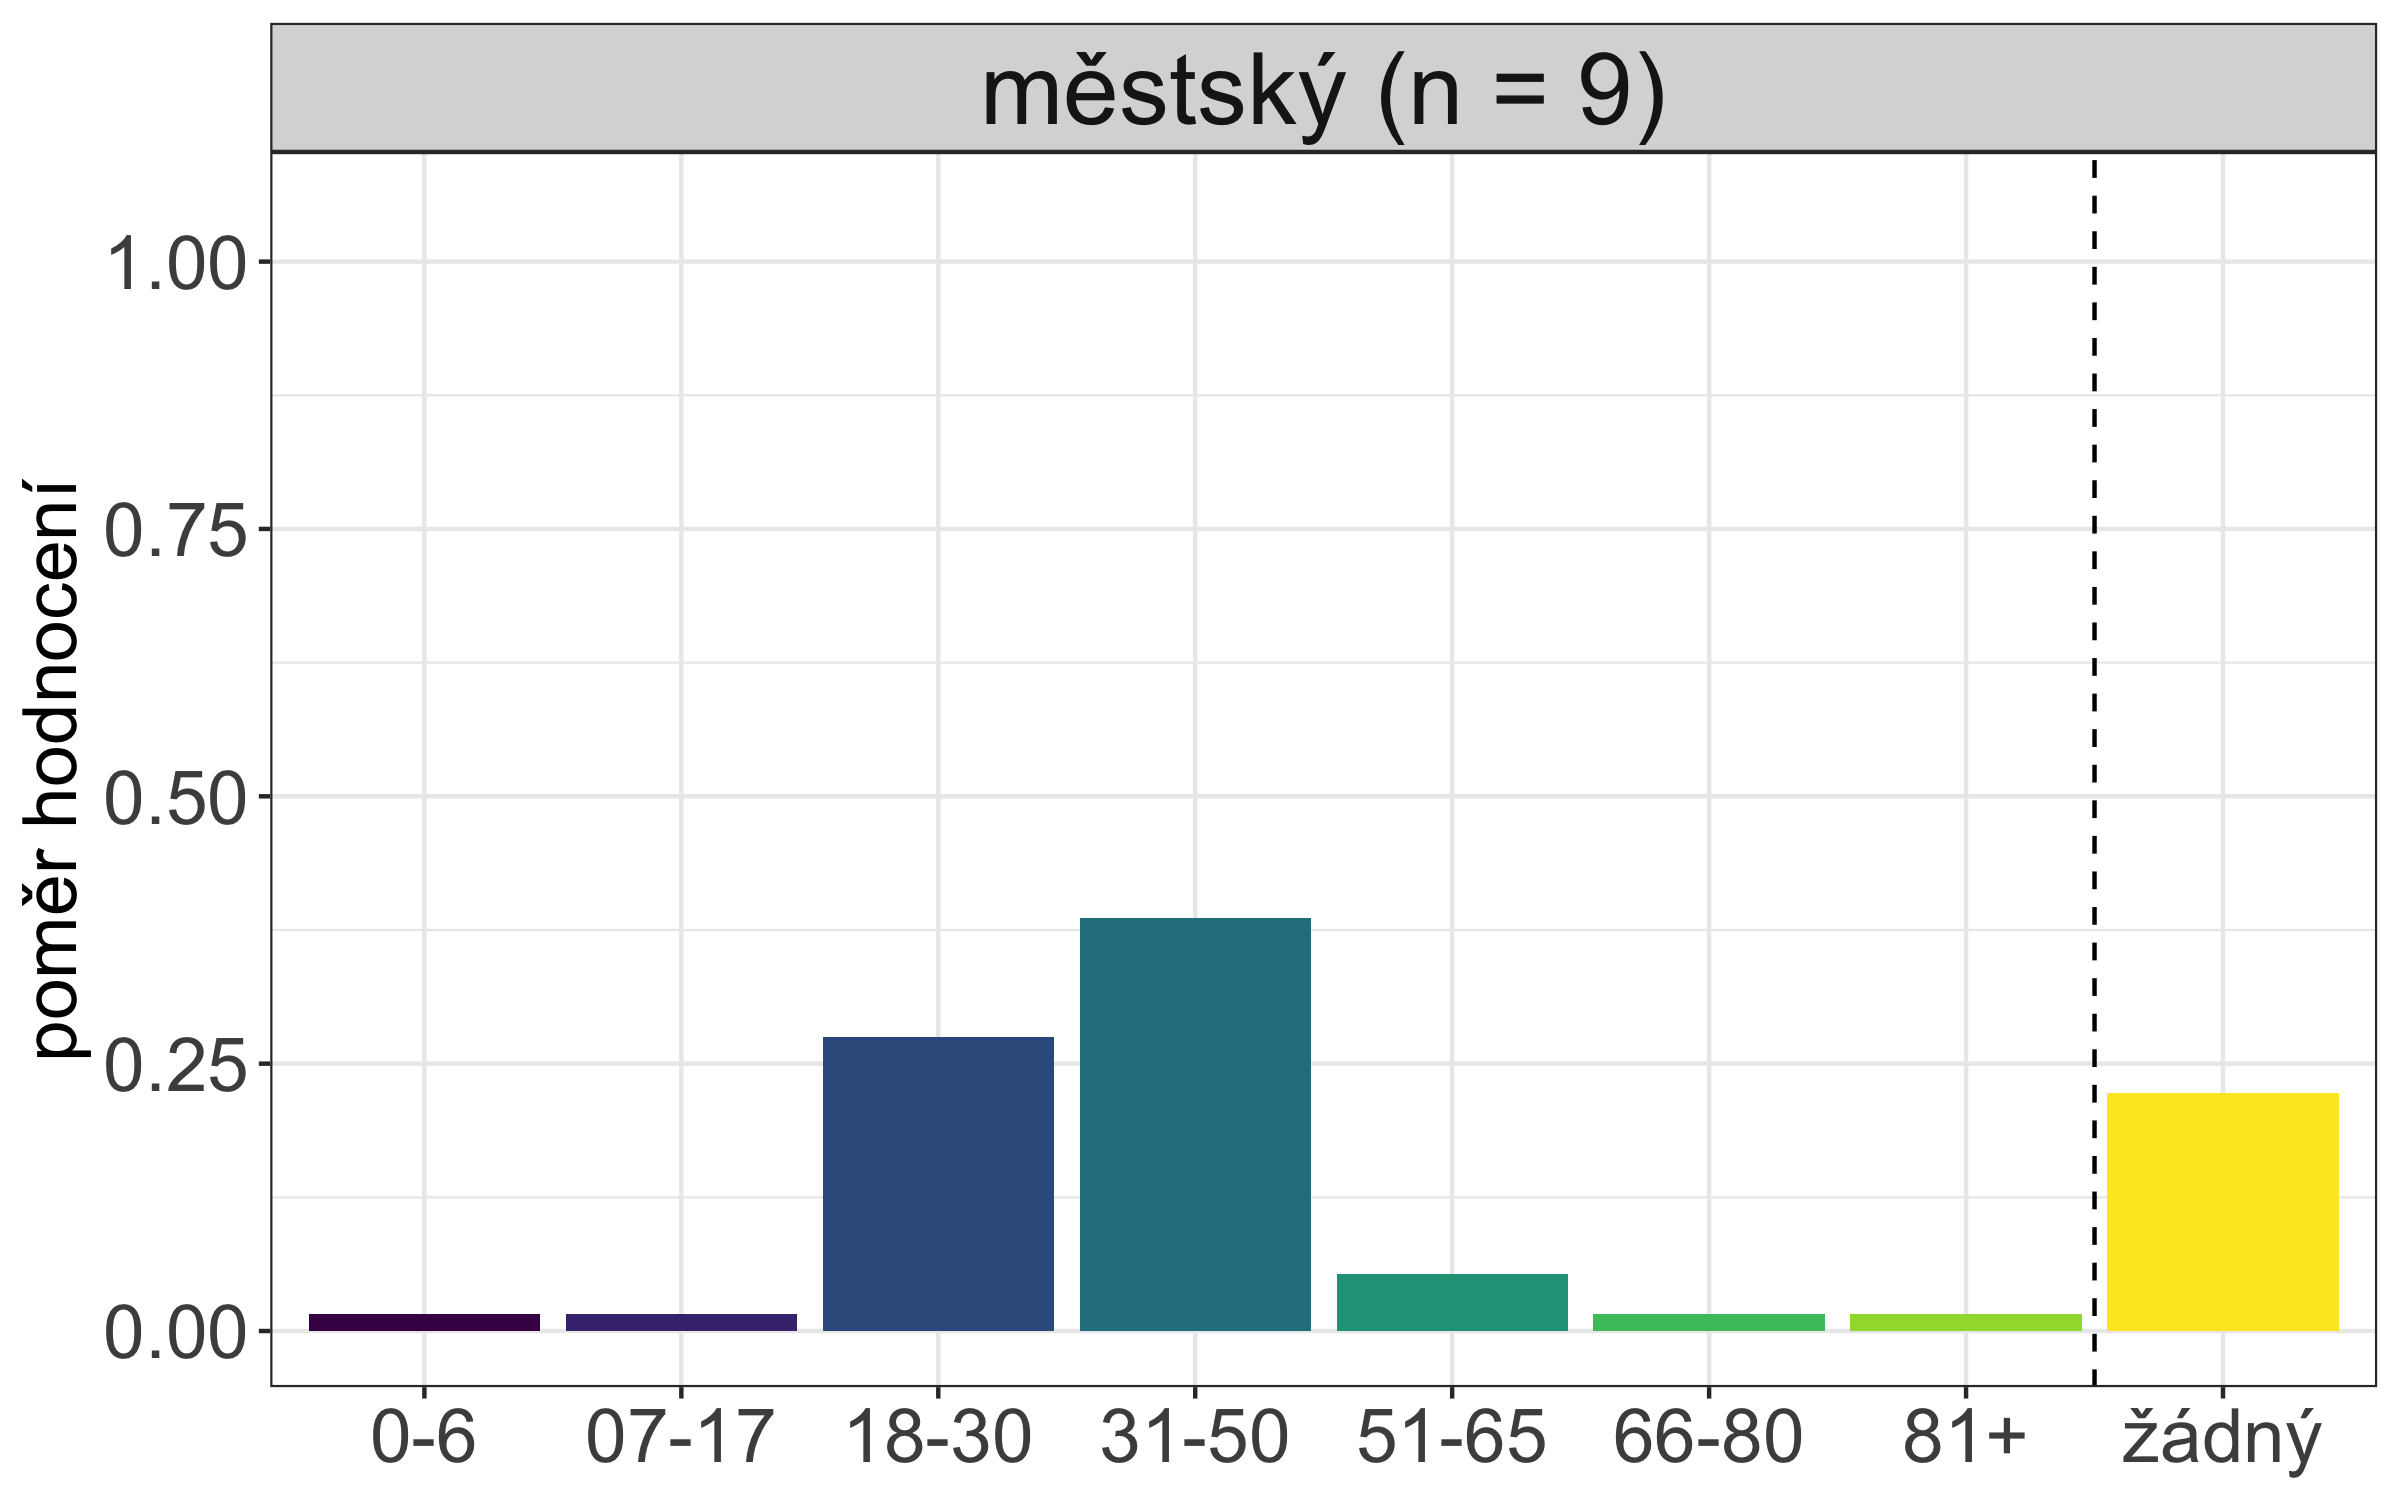 městský (n = 9)
poměr hodnocení
1.00
0.75
0.50
0.25
0.00
0-6 07-17 18-30 31-50 51-65 66-80 81+ žádný